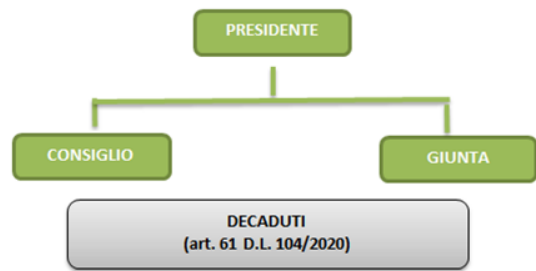 PRESIDENTE
CONSIGLIO
GIUNTA
DECADUTI
(art. 61 D.L. 104/2020)